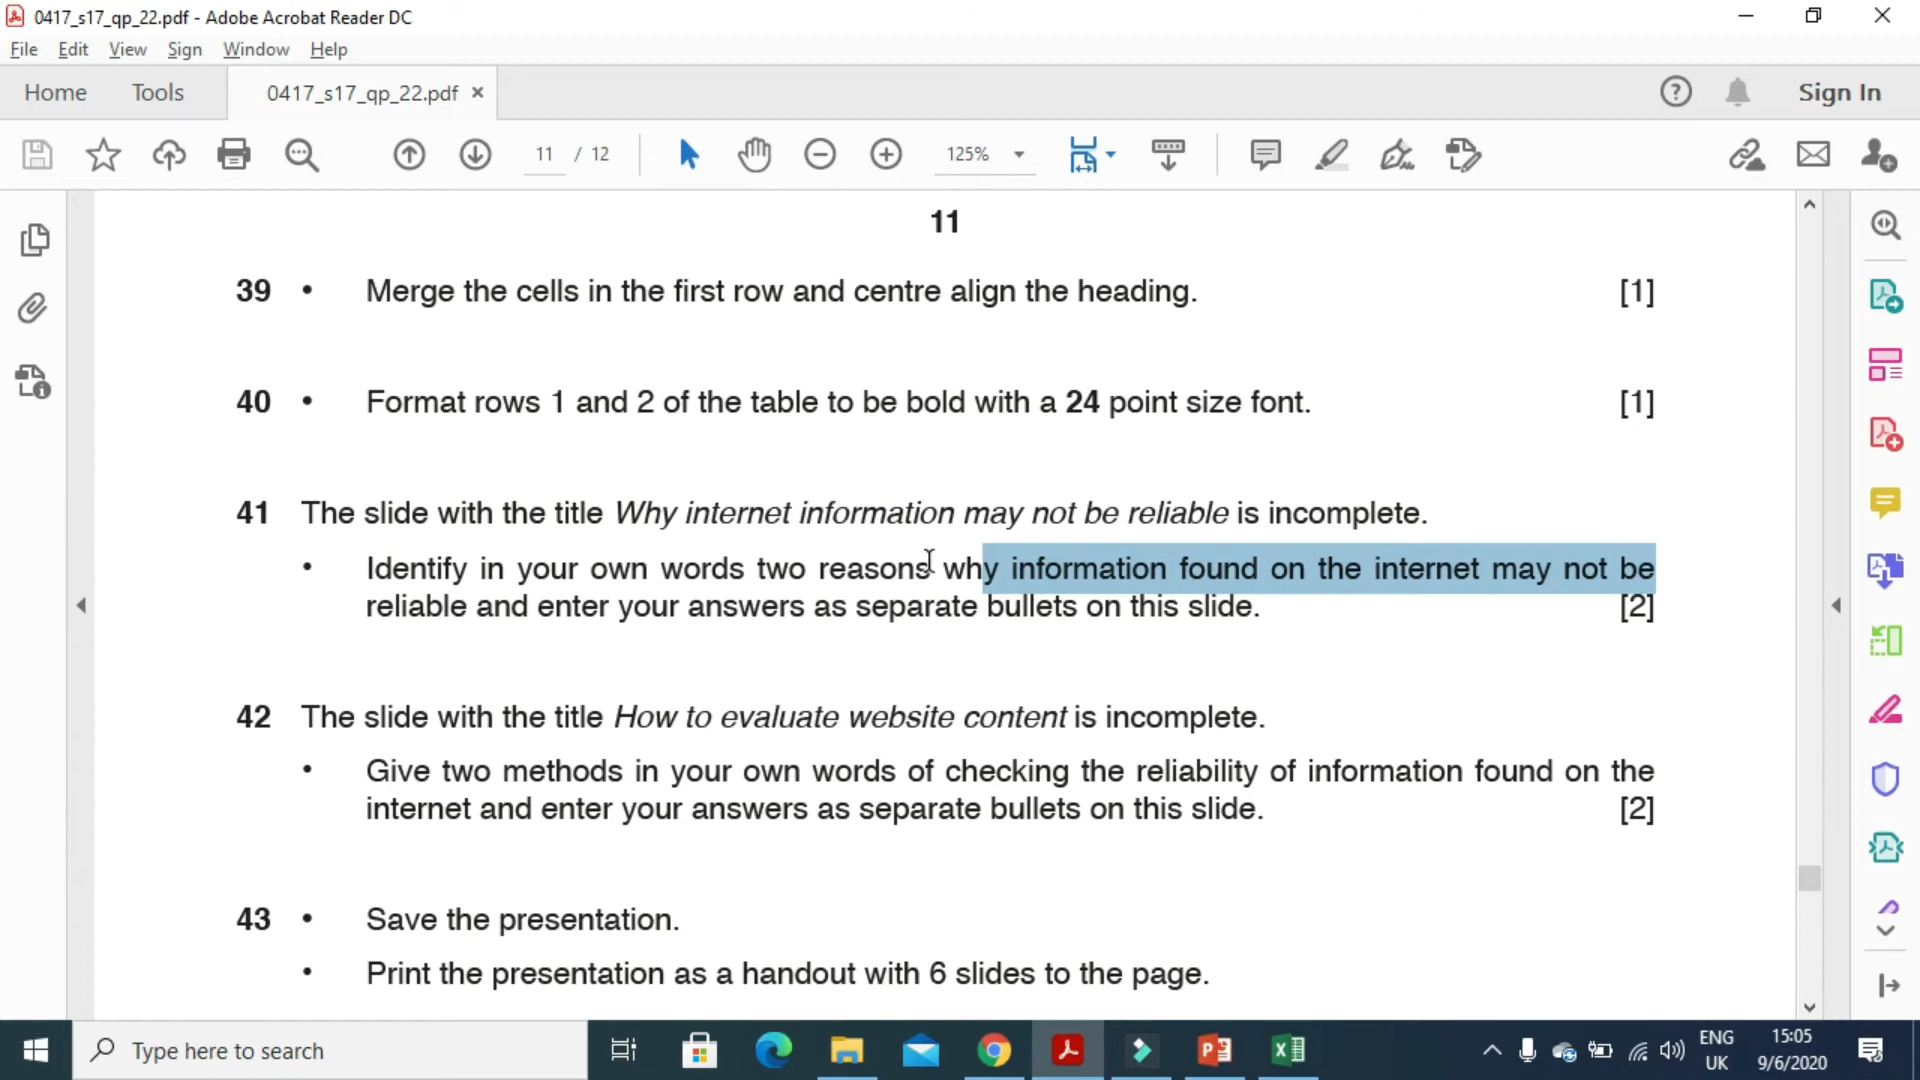 0417_s17_qp_22.pdf - Adobe Acrobat Reader DC
File Edit View Sign Window Help
Home Tools 0417_s17_qp_22.pdf × Sign In
11 / 12 125%
11
39 • Merge the cells in the first row and centre align the heading. [1]
40 • Format rows 1 and 2 of the table to be bold with a 24 point size font. [1]
41 The slide with the title Why internet information may not be reliable is incomplete.
• Identify in your own words two reasons why information found on the internet may not be
reliable and enter your answers as separate bullets on this slide. [2]
42 The slide with the title How to evaluate website content is incomplete.
• Give two methods in your own words of checking the reliability of information found on the
internet and enter your answers as separate bullets on this slide. [2]
43 • Save the presentation.
• Print the presentation as a handout with 6 slides to the page.
Type here to search
ENG
UK
15:05
9/6/2020